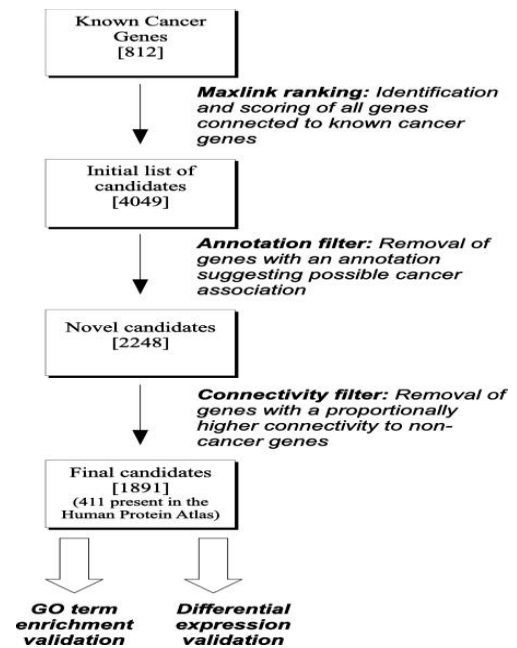 Known Cancer
Genes
[812]
Maxlink ranking: Identification
and scoring of all genes
connected to known cancer
genes
Initial list of
candidates
[4049]
Annotation filter: Removal of
genes with an annotation
suggesting possible cancer
association
Novel candidates
[2248]
Connectivity filter: Removal of
genes with a proportionally
higher connectivity to non-
cancer genes
Final candidates
[1891]
(411 present in the
Human Protein Atlas)
GO term
enrichment
validation
Differential
expression
validation